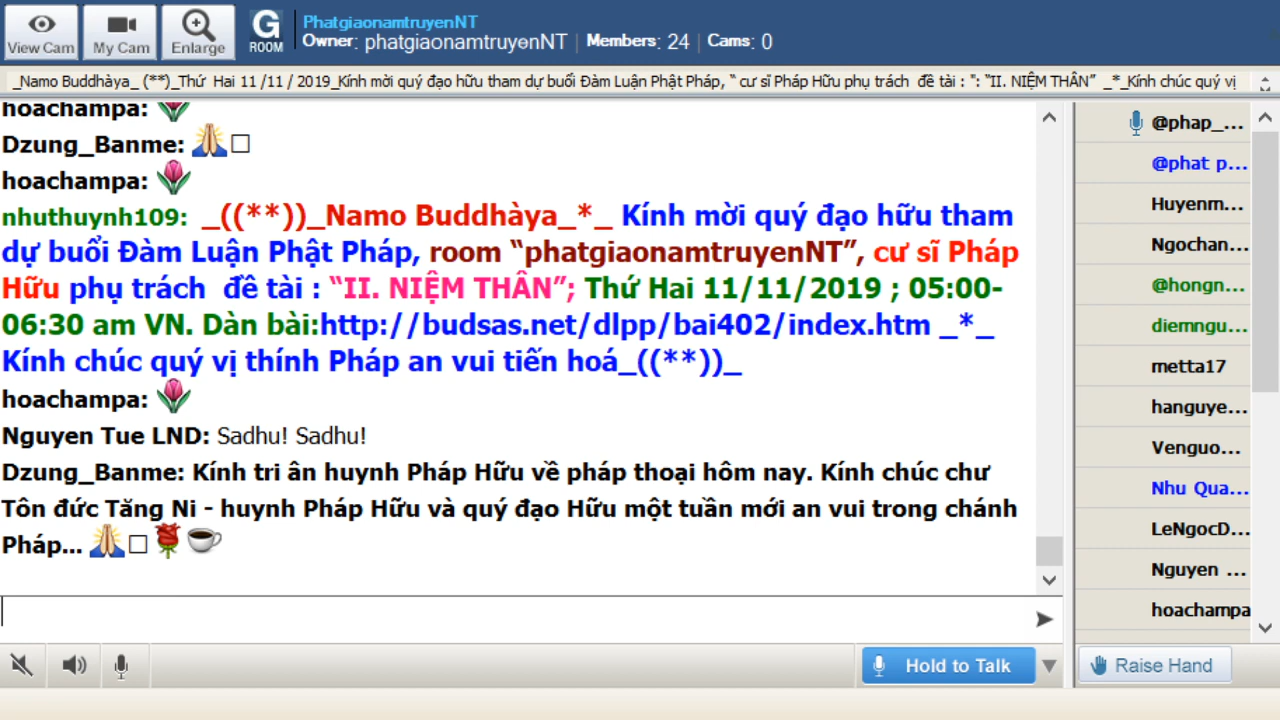 View Cam
My Cam
Enlarge
G
ROOM
PhatgiaonamtruyenNT
Owner: phatgiaonamtruyenNT | Members: 24 | Cams: 0
_Namo Buddhàya_ (**)_Thứ Hai 11 /11 / 2019_Kính mời quý đạo hữu tham dự buổi Đàm Luận Phật Pháp, “ cư sĩ Pháp Hữu phụ trách đề tài : ": “II. NIỆM THÂN” _*_Kính chúc quý vị
hoachampa:
Dzung_Banme:
hoachampa:
nhuthuynh109: _((**))_Namo Buddhàya_*_ Kính mời quý đạo hữu tham
dự buổi Đàm Luận Phật Pháp, room “phatgiaonamtruyenNT”, cư sĩ Pháp
Hữu phụ trách đề tài : “II. NIỆM THÂN”; Thứ Hai 11/11/2019 ; 05:00-
06:30 am VN. Dàn bài:http://budsas.net/dlpp/bai402/index.htm _*_
Kính chúc quý vị thính Pháp an vui tiến hoá_((**))_
hoachampa:
Nguyen Tue LND: Sadhu! Sadhu!
Dzung_Banme: Kính tri ân huynh Pháp Hữu về pháp thoại hôm nay. Kính chúc chư
Tôn đức Tăng Ni - huynh Pháp Hữu và quý đạo Hữu một tuần mới an vui trong chánh
Pháp...
@phap_...
@phat p...
Huyenm...
Ngochan...
@hongn...
diemngu...
metta17
hanguye...
Venguo...
Nhu Qua...
LeNgocD...
Nguyen ...
hoachampa
Hold to Talk
Raise Hand